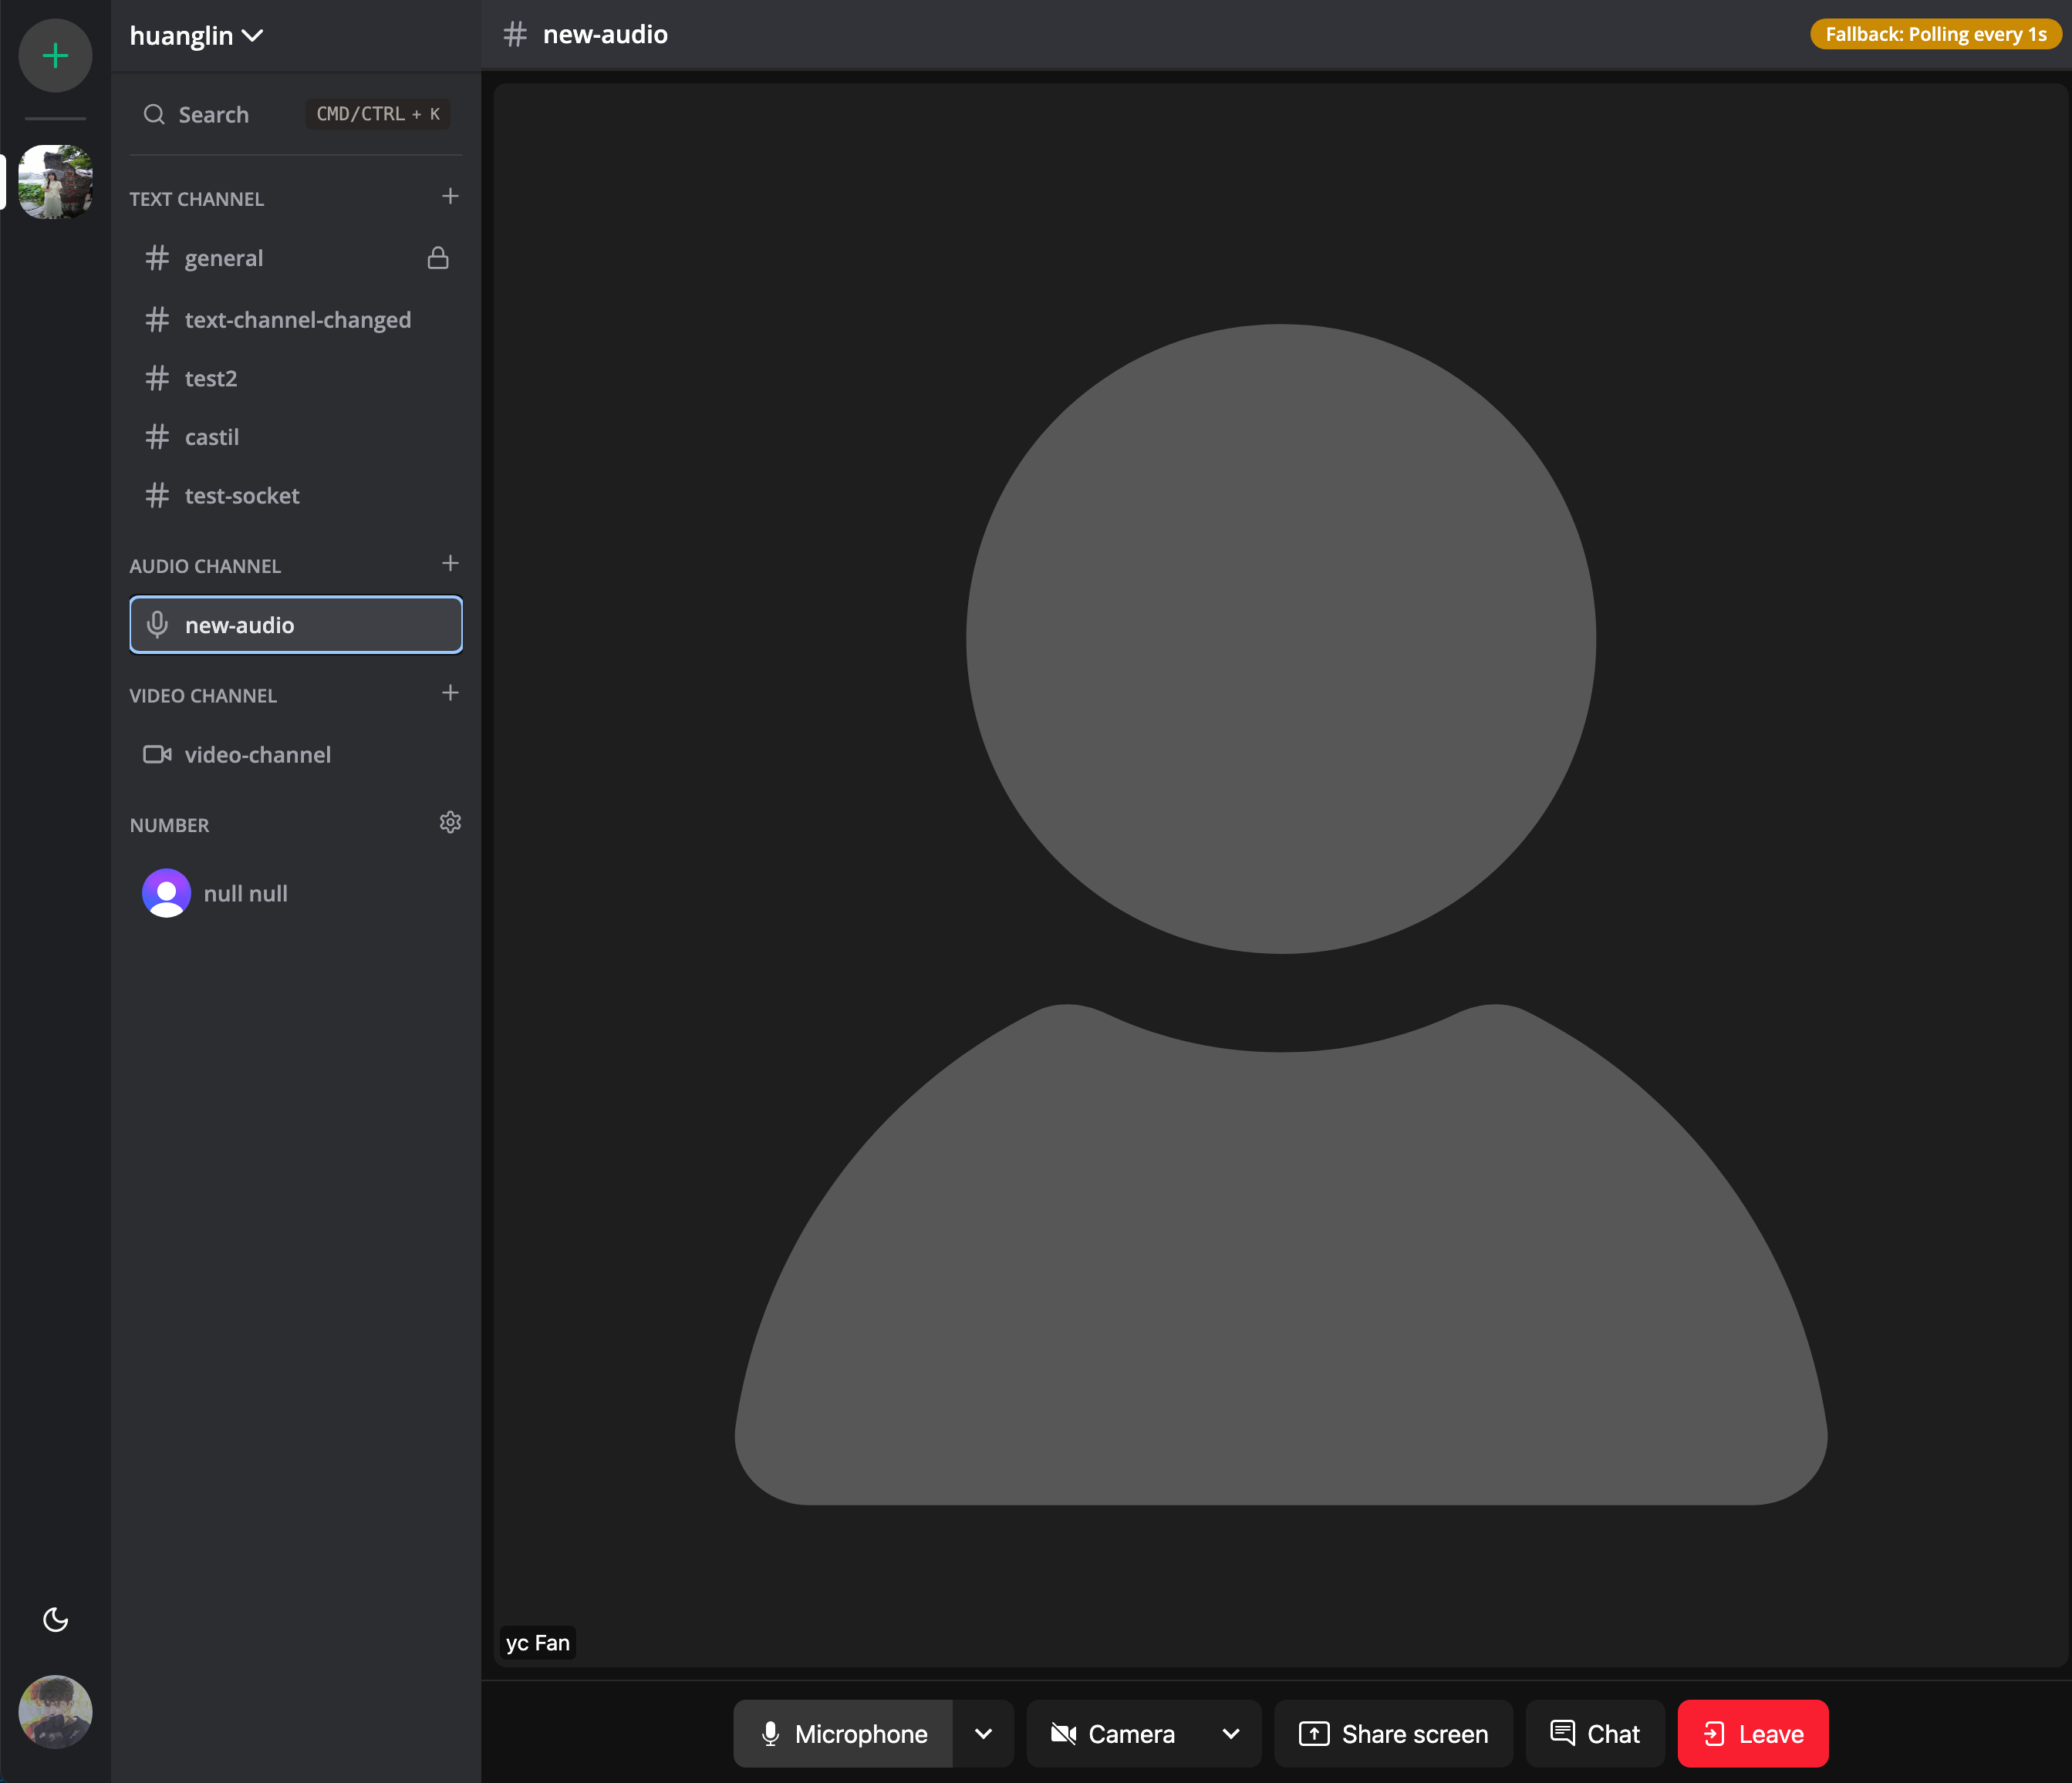 huanglin
Search
CMD/CTRL + K
TEXT CHANNEL
# general
# text-channel-changed
# test2
# castil
# test-socket
AUDIO CHANNEL
new-audio
VIDEO CHANNEL
video-channel
NUMBER
null null
# new-audio
Fallback: Polling every 1s
yc Fan
Microphone
Camera
Share screen
Chat
Leave